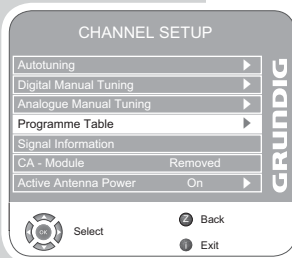 CHANNEL SETUP
Autotuning
Digital Manual Tuning
Analogue Manual Tuning
Programme Table
Signal Information
CA - Module Removed
Active Antenna Power On
GRUNDIG
OK Select
Z Back
i Exit